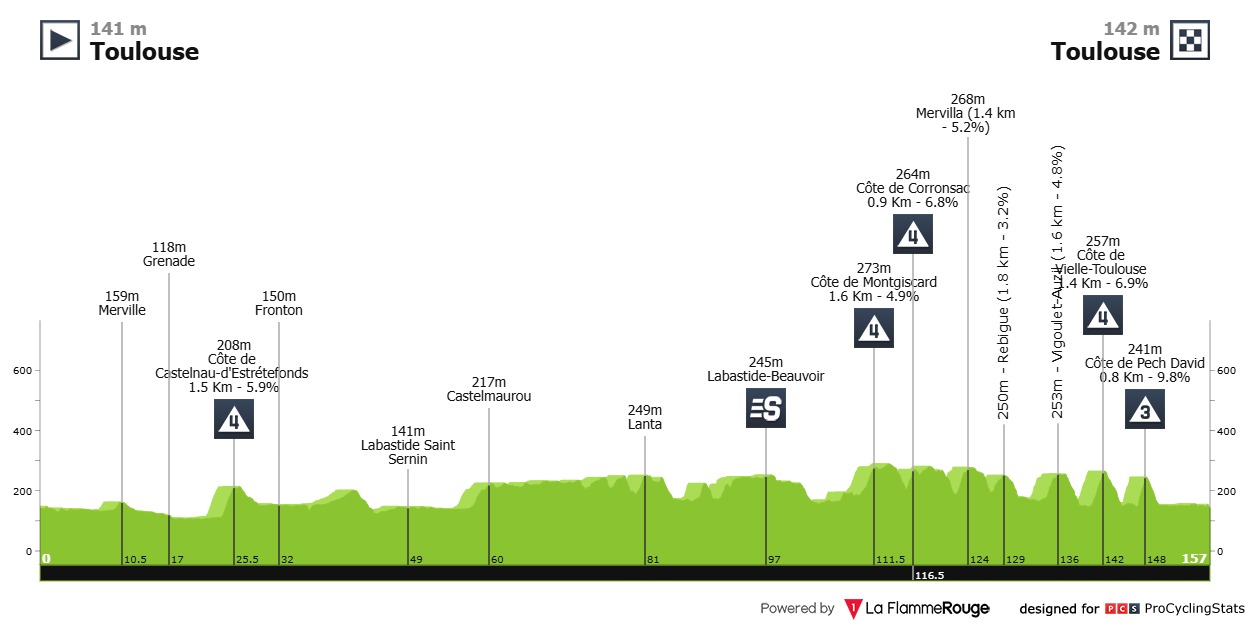 141 m
Toulouse
142 m
Toulouse
159m
Merville
118m
Grenade
208m
Côte de
Castelnau-d'Estrétefonds
1.5 Km - 5.9%
4
150m
Fronton
141m
Labastide Saint
Sernin
217m
Castelmaurou
249m
Lanta
245m
Labastide-Beauvoir
S
273m
Côte de Montgiscard
1.6 Km - 4.9%
4
264m
Côte de Corronsac
0.9 Km - 6.8%
4
268m
Mervilla (1.4 km
- 5.2%)
250m - Rebigue (1.8 km - 3.2%)
253m - Vigoulet-Auzil (1.6 km - 4.8%)
257m
Côte de
Vielle-Toulouse
1.4 Km - 6.9%
4
241m
Côte de Pech David
0.8 Km - 9.8%
3
600
400
200
0
600
400
200
0
0 10.5 17 25.5 32 49 60 81 97 111.5 124 129 136 142 148 157
116.5
Powered by La FlammeRouge designed for PCS ProCyclingStats